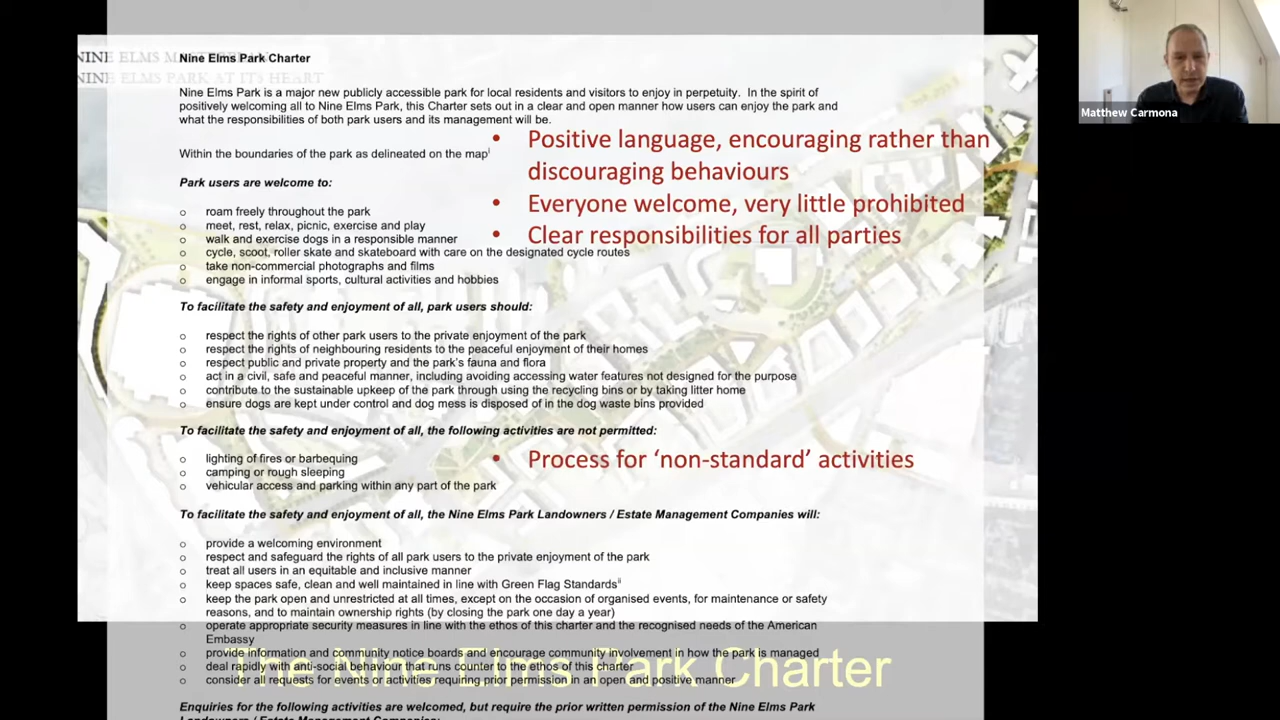 NINE ELMS M
NINE ELMS PARK AT ITS HEART
Nine Elms Park Charter
Nine Elms Park is a major new publicly accessible park for local residents and visitors to enjoy in perpetuity. In the spirit of
positively welcoming all to Nine Elms Park, this Charter sets out in a clear and open manner how users can enjoy the park and
what the responsibilities of both park users and its management will be.
Within the boundaries of the park as delineated on the mapⁱ
• Positive language, encouraging rather than
discouraging behaviours
• Everyone welcome, very little prohibited
• Clear responsibilities for all parties
Park users are welcome to:
o roam freely throughout the park
o meet, rest, relax, picnic, exercise and play
o walk and exercise dogs in a responsible manner
o cycle, scoot, roller skate and skateboard with care on the designated cycle routes
o take non-commercial photographs and films
o engage in informal sports, cultural activities and hobbies
To facilitate the safety and enjoyment of all, park users should:
o respect the rights of other park users to the private enjoyment of the park
o respect the rights of neighbouring residents to the peaceful enjoyment of their homes
o respect public and private property and the park's fauna and flora
o act in a civil, safe and peaceful manner, including avoiding accessing water features not designed for the purpose
o contribute to the sustainable upkeep of the park through using the recycling bins or by taking litter home
o ensure dogs are kept under control and dog mess is disposed of in the dog waste bins provided
To facilitate the safety and enjoyment of all, the following activities are not permitted:
o lighting of fires or barbequing
o camping or rough sleeping
o vehicular access and parking within any part of the park
• Process for 'non-standard' activities
To facilitate the safety and enjoyment of all, the Nine Elms Park Landowners / Estate Management Companies will:
o provide a welcoming environment
o respect and safeguard the rights of all park users to the private enjoyment of the park
o treat all users in an equitable and inclusive manner
o keep spaces safe, clean and well maintained in line with Green Flag Standardsⁱⁱ
o keep the park open and unrestricted at all times, except on the occasion of organised events, for maintenance or safety
reasons, and to maintain ownership rights (by closing the park one day a year)
o operate appropriate security measures in line with the ethos of this charter and the recognised needs of the American
Embassy
o provide information and community notice boards and encourage community involvement in how the park is managed
o deal rapidly with anti-social behaviour that runs counter to the ethos of this charter
o consider all requests for events or activities requiring prior permission in an open and positive manner
The Nine Elms Park Charter
Enquiries for the following activities are welcomed, but require the prior written permission of the Nine Elms Park
Landowners / Estate Management Companies:
Matthew Carmona